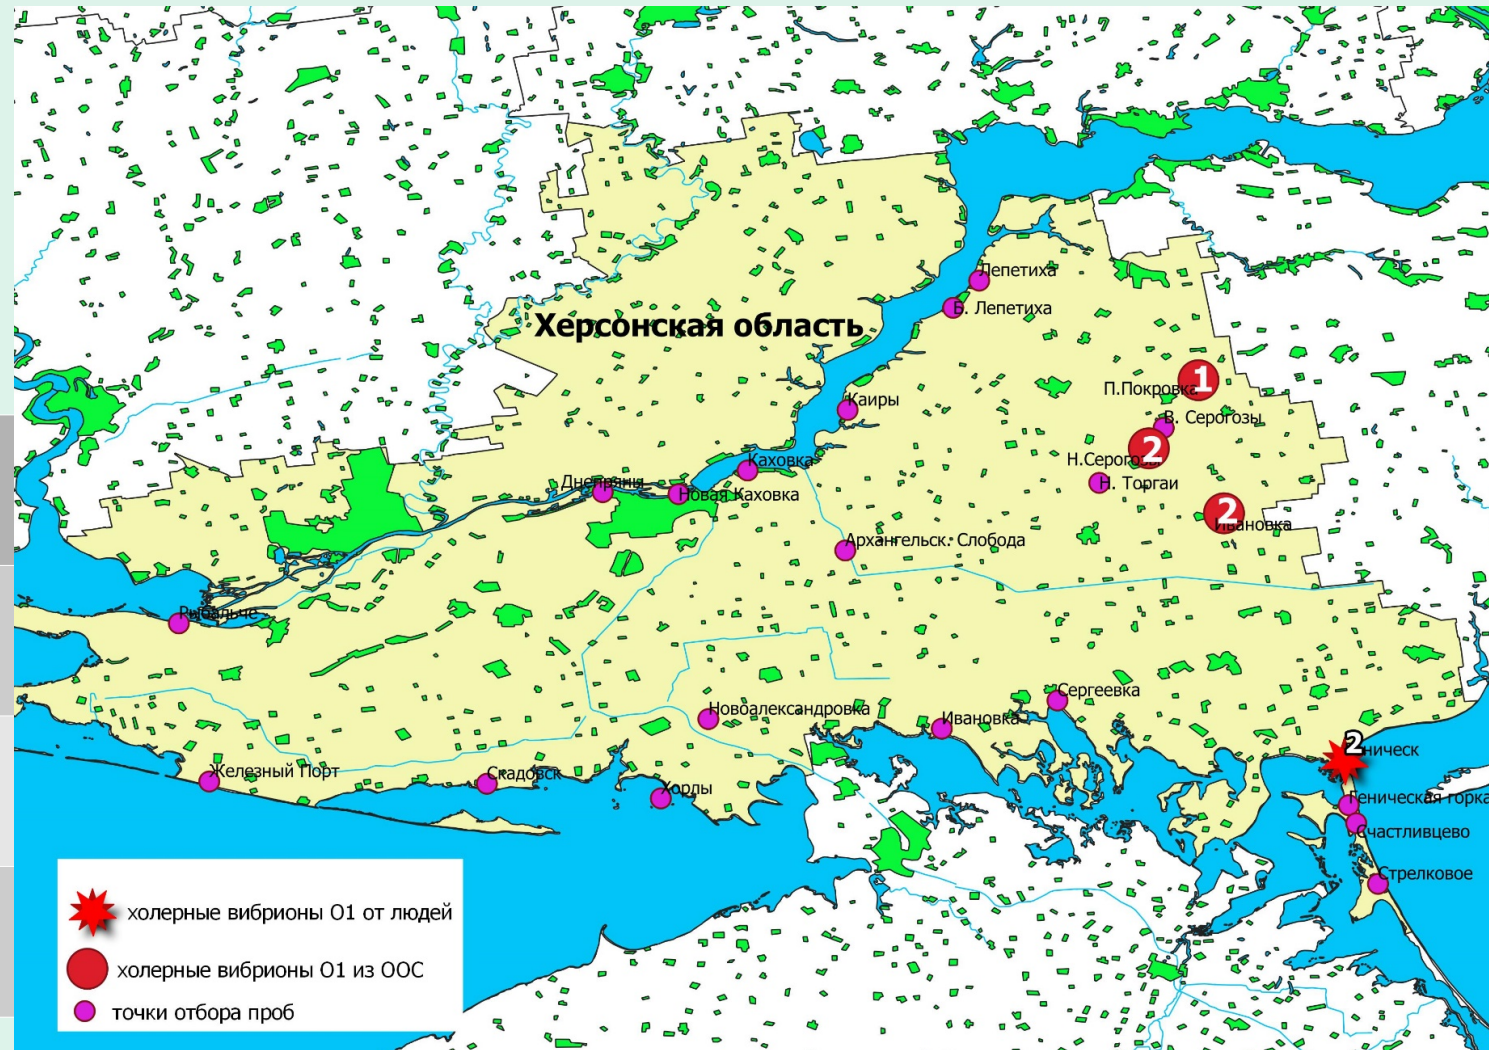 Лепетиха
Б. Лепетиха
Херсонская область
1
П.Покровка
Каиры
В. Серогозы
2
Н.Серогозы
Каховка
Днепряны
Новая Каховка
Н. Торгаи
2
Ивановка
Архангельск. Слобода
Рыбальче
Сергеевка
Новоалександровка
Ивановка
2
Железный Порт
Скадовск
Хорлы
Геническая горка
Счастливцево
Стрелковое
холерные вибрионы О1 от людей
холерные вибрионы О1 из ООС
точки отбора проб